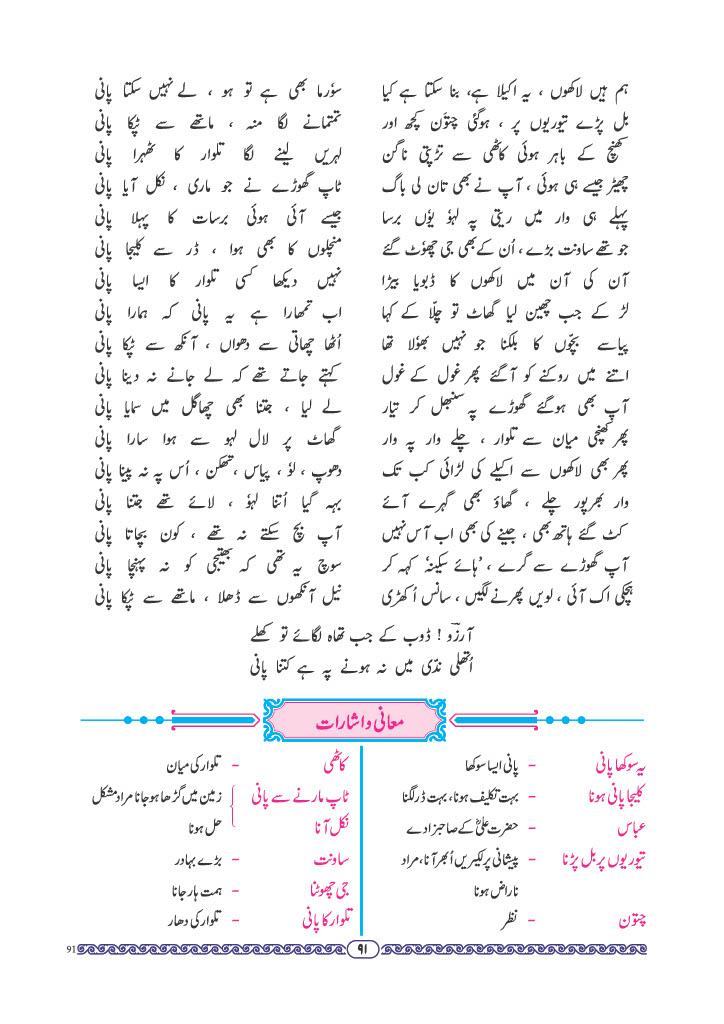 ہم ہیں لاکھوں ، یہ اکیلا ہے، بنا سکتا ہے کیا سوٗرما بھی ہے تو ہو ، لے نہیں سکتا پانی
بل پڑے تیوریوں پر ، ہوگئی چتوَن کچھ اور تمتمانے لگا منہ ، ماتھے سے ٹپکا پانی
کھنچ کے باہر ہوئی کاٹھی سے تڑپتی ناگن لہریں لینے لگا تلوار کا ٹھہرا پانی
چھیڑ جیسے ہی ہوئی ، آپ نے بھی تان لی باگ ٹاپ گھوڑے نے جو ماری ، نکل آیا پانی
پہلے ہی وار میں ریتی پہ لہوٗ یوٗں برسا جیسے آئی ہوئی برسات کا پہلا پانی
جو تھے ساونت بڑے ، اُن کے بھی جی چھوٗٹ گئے منچلوں کا بھی ہوا ، ڈر سے کلیجا پانی
آن کی آن میں لاکھوں کا ڈبویا بیڑا نہیں دیکھا کسی تلوار کا ایسا پانی
لڑ کے جب چھین لیا گھاٹ تو چلّا کے کہا اب تمھارا ہے یہ پانی کہ ہمارا پانی
پیاسے بچّوں کا بلکنا جو نہیں بھوٗلا تھا اُٹھا چھاتی سے دھواں ، آنکھ سے ٹپکا پانی
اتنے میں روکنے کو آگئے پھر غول کے غول کہتے جاتے تھے کہ لے جانے نہ دینا پانی
آپ بھی ہوگئے گھوڑے پہ سنبھل کر تیار لے لیا ، جتنا بھی چھاگل میں سمایا پانی
پھر کھنچی میان سے تلوار ، چلے وار پہ وار گھاٹ پر لال لہو سے ہوا سارا پانی
پھر بھی لاکھوں سے اکیلے کی لڑائی کب تک دھوپ ، لوٗ ، پیاس ، تھکن ، اُس پہ نہ پینا پانی
وار بھرپور چلے ، گھاؤ بھی گہرے آئے بہہ گیا اُتنا لہوٗ ، لائے تھے جتنا پانی
کٹ گئے ہاتھ بھی ، جینے کی بھی اب آس نہیں آپ بچ سکتے نہ تھے ، کون بچاتا پانی
آپ گھوڑے سے گرے ، ’ہائے سکینہ‘ کہہ کر سوچ یہ تھی کہ بھتیجی کو نہ پہنچا پانی
ہچکی اک آئی ، لویں پھرنے لگیں ، سانس اُکھڑی نیل آنکھوں سے ڈھلا ، ماتھے سے ٹپکا پانی
آرزوؔ ! ڈوب کے جب تھاہ لگائے تو کھلے
اُتھلی ندّی میں نہ ہونے پہ ہے کتنا پانی
معانی و اشارات
یہ سوکھا پانی - پانی ایسا سوکھا
کلیجا پانی ہونا - بہت تکلیف ہونا، بہت ڈر لگنا
عباس - حضرت علیؓ کے صاحبزادے
تیوریوں پر بل پڑنا - پیشانی پر لکیریں اُبھر آنا، مراد
ناراض ہونا
چتون - نظر
کاٹھی - تلوار کی میان
ٹاپ مارنے سے پانی - زمین میں گڑھا ہوجانا مراد مشکل
نکل آنا حل ہونا
ساونت - بڑے بہادر
جی چھوٹنا - ہمت ہار جانا
تلوار کا پانی - تلوار کی دھار
91 ۹۱